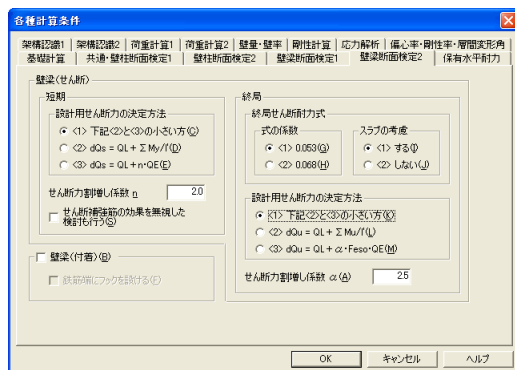 各種計算条件
架構認識1 架構認識2 荷重計算1 荷重計算2 壁量・壁率 剛性計算 応力解析 偏心率・剛性率・層間変形角
基礎計算 共通・壁柱断面検定1 壁柱断面検定2 壁梁断面検定1 壁梁断面検定2 保有水平耐力
壁梁(せん断)
短期
設計用せん断力の決定方法
<1> 下記<2>と<3>の小さい方(C)
<2> dQs = QL + Σ My/l'(D)
<3> dQs = QL + n・QE(E)
せん断力割増し係数 n 2.0
せん断補強筋の効果を無視した
検討も行う(S)
壁梁(付着)(B)
鉄筋端にフックを設ける(F)
終局
終局せん断耐力式
式の係数
<1> 0.053(G)
<2> 0.068(H)
スラブの考慮
<1> する(I)
<2> しない(J)
設計用せん断力の決定方法
<1> 下記<2>と<3>の小さい方(K)
<2> dQu = QL + Σ Mu/l'(L)
<3> dQu = QL + α・Feso・QE(M)
せん断力割増し係数 α(A) 2.5
OK キャンセル ヘルプ